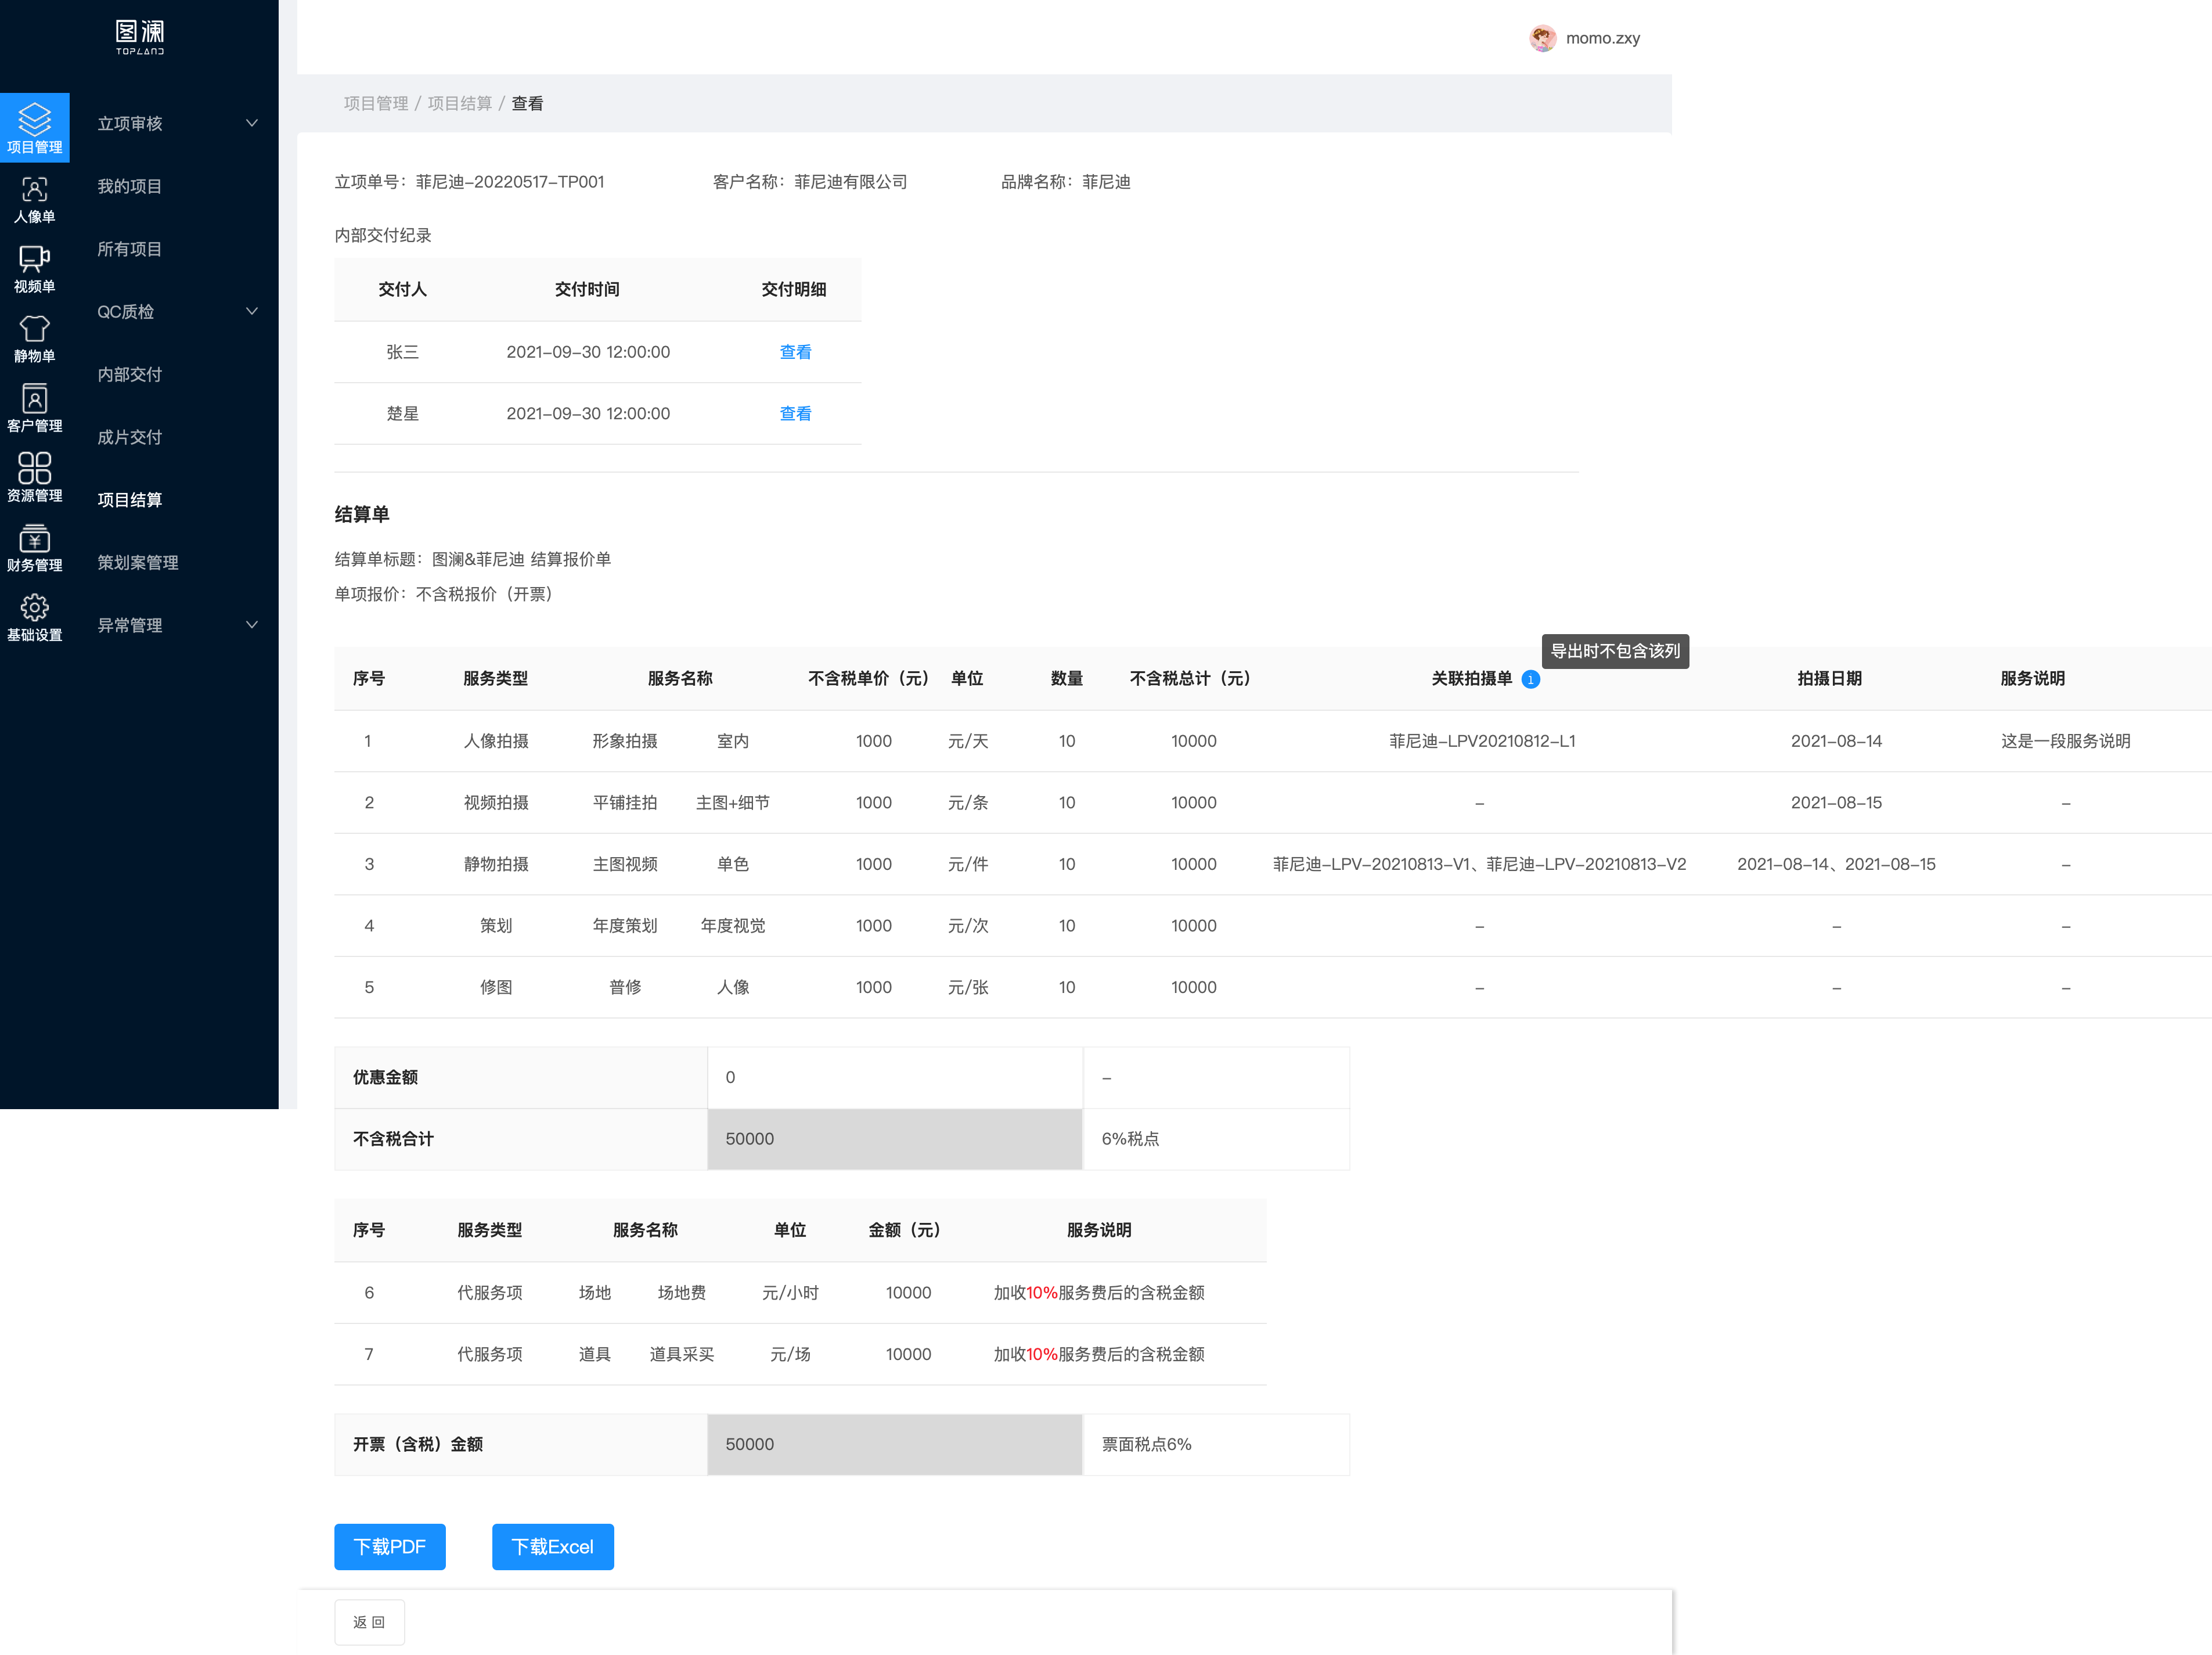 图澜
TOPLAND
momo.zxy
项目管理
人像单
视频单
静物单
客户管理
资源管理
财务管理
基础设置
立项审核
我的项目
所有项目
QC质检
内部交付
成片交付
项目结算
策划案管理
异常管理
项目管理 / 项目结算 / 查看
立项单号：菲尼迪-20220517-TP001 客户名称：菲尼迪有限公司 品牌名称：菲尼迪
内部交付纪录
交付人 交付时间 交付明细
张三 2021-09-30 12:00:00 查看
楚星 2021-09-30 12:00:00 查看
结算单
结算单标题：图澜&菲尼迪 结算报价单
单项报价：不含税报价（开票）
导出时不包含该列
序号 服务类型 服务名称 不含税单价（元） 单位 数量 不含税总计（元） 关联拍摄单 1 拍摄日期 服务说明
1 人像拍摄 形象拍摄 室内 1000 元/天 10 10000 菲尼迪-LPV20210812-L1 2021-08-14 这是一段服务说明
2 视频拍摄 平铺挂拍 主图+细节 1000 元/条 10 10000 - 2021-08-15 -
3 静物拍摄 主图视频 单色 1000 元/件 10 10000 菲尼迪-LPV-20210813-V1、菲尼迪-LPV-20210813-V2 2021-08-14、2021-08-15 -
4 策划 年度策划 年度视觉 1000 元/次 10 10000 - - -
5 修图 普修 人像 1000 元/张 10 10000 - - -
优惠金额 0 -
不含税合计 50000 6%税点
序号 服务类型 服务名称 单位 金额（元） 服务说明
6 代服务项 场地 场地费 元/小时 10000 加收10%服务费后的含税金额
7 代服务项 道具 道具采买 元/场 10000 加收10%服务费后的含税金额
开票（含税）金额 50000 票面税点6%
下载PDF 下载Excel
返 回